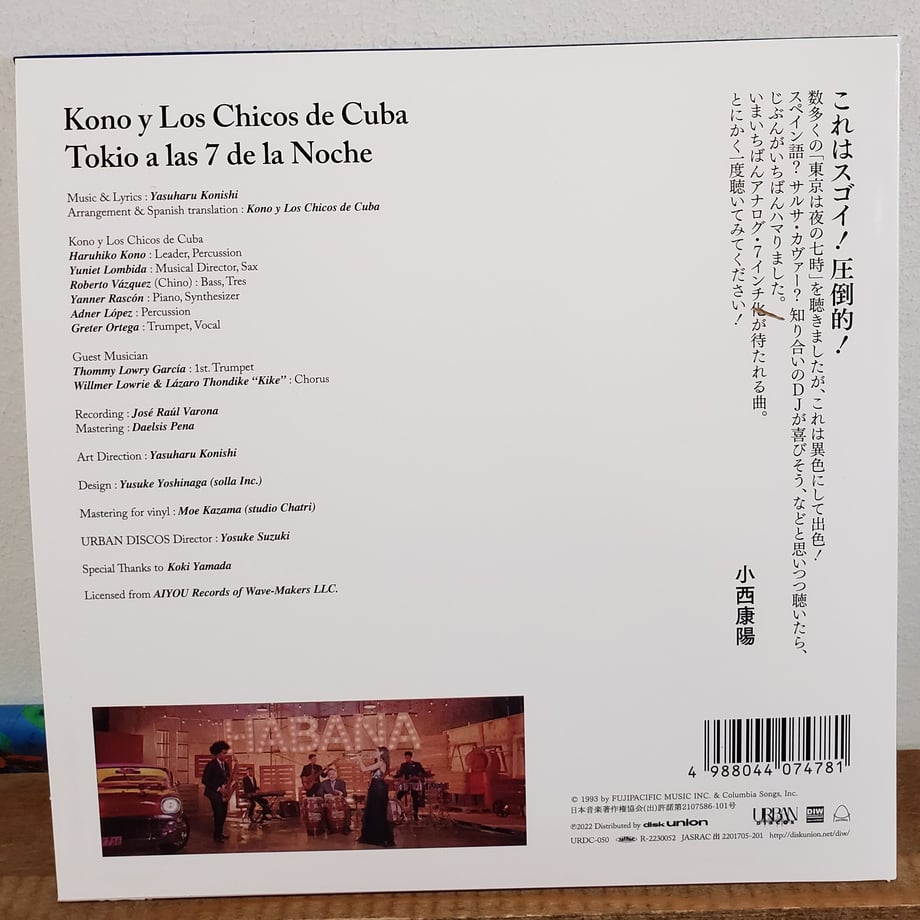 Kono y Los Chicos de Cuba
Tokio a las 7 de la Noche
Music & Lyrics : Yasuharu Konishi
Arrangement & Spanish translation : Kono y Los Chicos de Cuba
Kono y Los Chicos de Cuba
Haruhiko Kono : Leader, Percussion
Yuniet Lombida : Musical Director, Sax
Roberto Vázquez (Chino) : Bass, Tres
Yanner Rascón : Piano, Synthesizer
Adner López : Percussion
Greter Ortega : Trumpet, Vocal
Guest Musician
Thommy Lowry García : 1st. Trumpet
Willmer Lowrie & Lázaro Thondike “Kike” : Chorus
Recording : José Raúl Varona
Mastering : Daelsis Pena
Art Direction : Yasuharu Konishi
Design : Yusuke Yoshinaga (solla Inc.)
Mastering for vinyl : Moe Kazama (studio Chatri)
URBAN DISCOS Director : Yosuke Suzuki
Special Thanks to Koki Yamada
Licensed from AIYOU Records of Wave-Makers LLC.
これはスゴイ！圧倒的！
数多くの「東京は夜の七時」を聴きましたが、これは異色にして出色！
スペイン語？サルサ・カヴァー？知り合いのDJが喜びそう、などと思いつつ聴いたら、
じぶんがいちばんハマりました。
いまいちばんアナログ・7インチ化が待たれる曲。
とにかく一度聴いてみてください！
小西康陽
HABANA
4 988044 074781
© 1993 by FUJIPACIFIC MUSIC INC. & Columbia Songs, Inc.
日本音楽著作権協会(出)許諾第2107586-101号
℗2022 Distributed by disk union
URBAN
DIW
URDC-050 R-2230052 JASRAC 出 2201705-201 http://diskunion.net/diw/